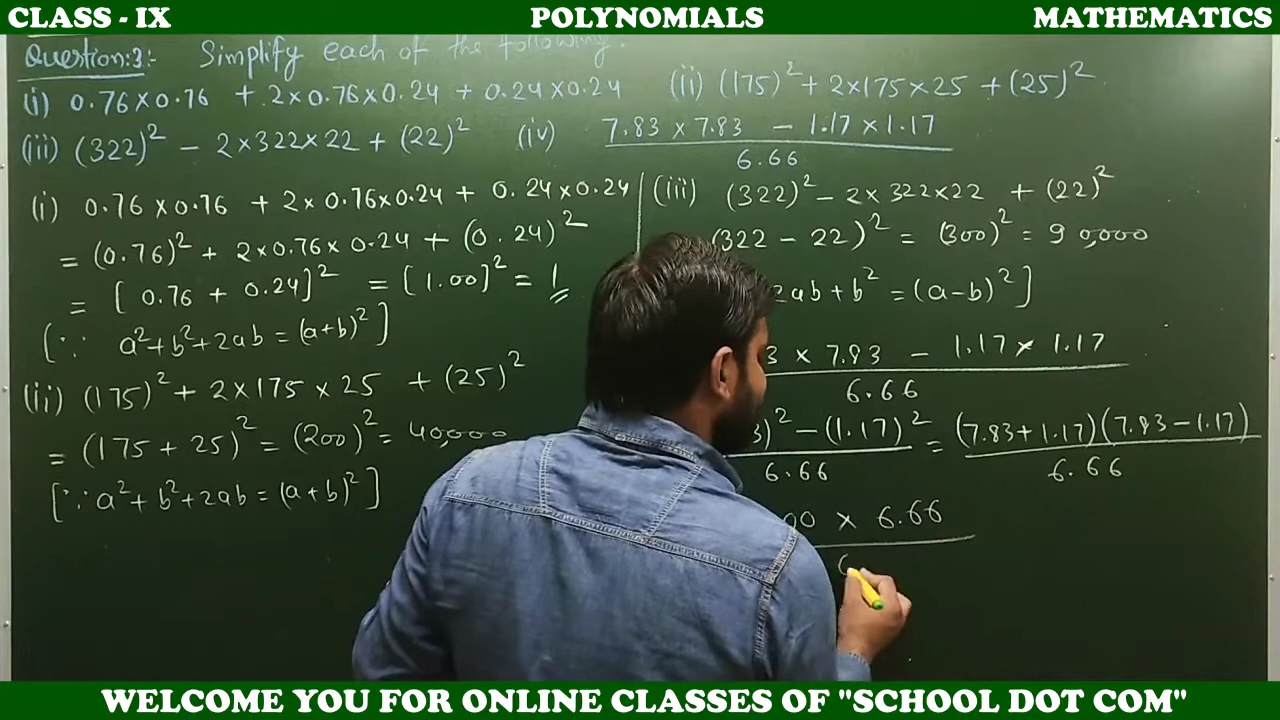 CLASS - IX POLYNOMIALS MATHEMATICS
Question:3:- Simplify each of the following.
(i) 0.76×0.76 + 2×0.76×0.24 + 0.24×0.24 (ii) (175)² + 2×175×25 + (25)²
(iii) (322)² - 2×322×22 + (22)² (iv) 7.83 × 7.83 - 1.17 × 1.17
6.66
(i) 0.76 × 0.76 + 2× 0.76×0.24 + 0.24×0.24
= (0.76)² + 2×0.76× 0.24 + (0.24)²
= [0.76 + 0.24]² = [1.00]² = 1
[∵ a²+b²+2ab = (a+b)²]
(ii) (175)² + 2×175 × 25 + (25)²
= (175 + 25)² = (200)² = 40,000
[∵ a²+ b²+2ab = (a+b)²]
(iii) (322)² - 2× 322×22 + (22)²
(322 - 22)² = (300)² = 90,000
2ab + b² = (a-b)²]
3 × 7.83 - 1.17 × 1.17
6.66
3)² - (1.17)² = (7.83+1.17)(7.83-1.17)
6.66 6.66
00 × 6.66
WELCOME YOU FOR ONLINE CLASSES OF "SCHOOL DOT COM"